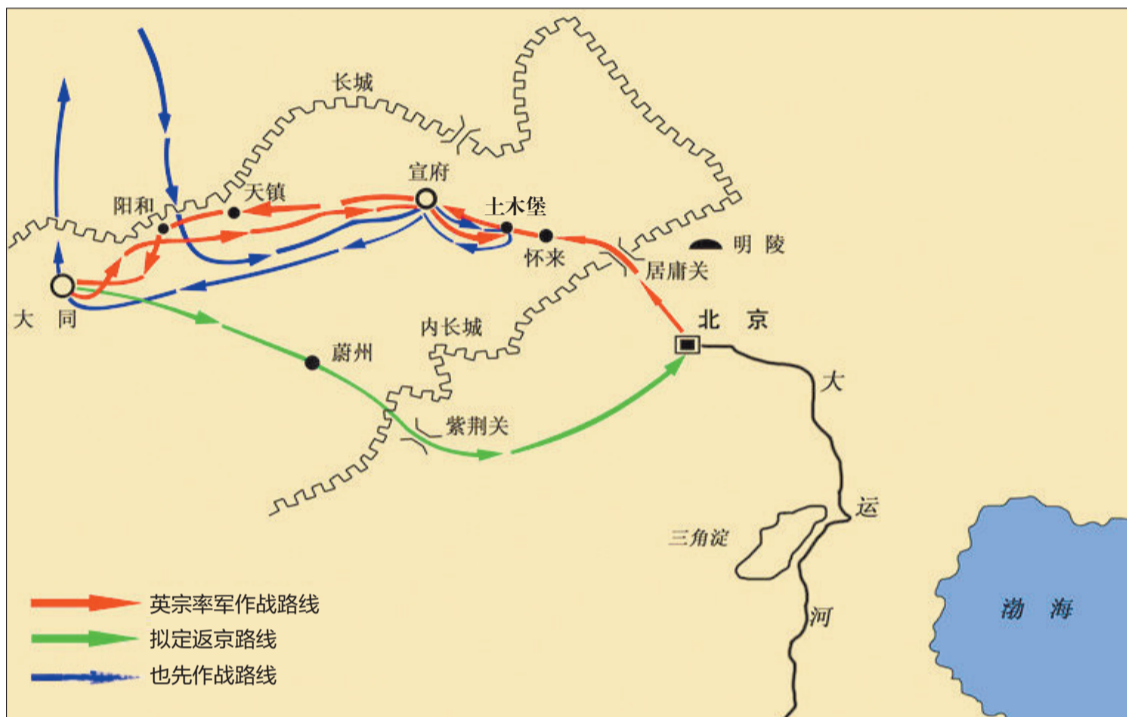 长城
宣府
天镇
阳和
土木堡
怀来
明 陵
居庸关
大 同
北 京
内长城
蔚州
大
紫荆关
运
三角淀
英宗率军作战路线
河
渤 海
拟定返京路线
也先作战路线